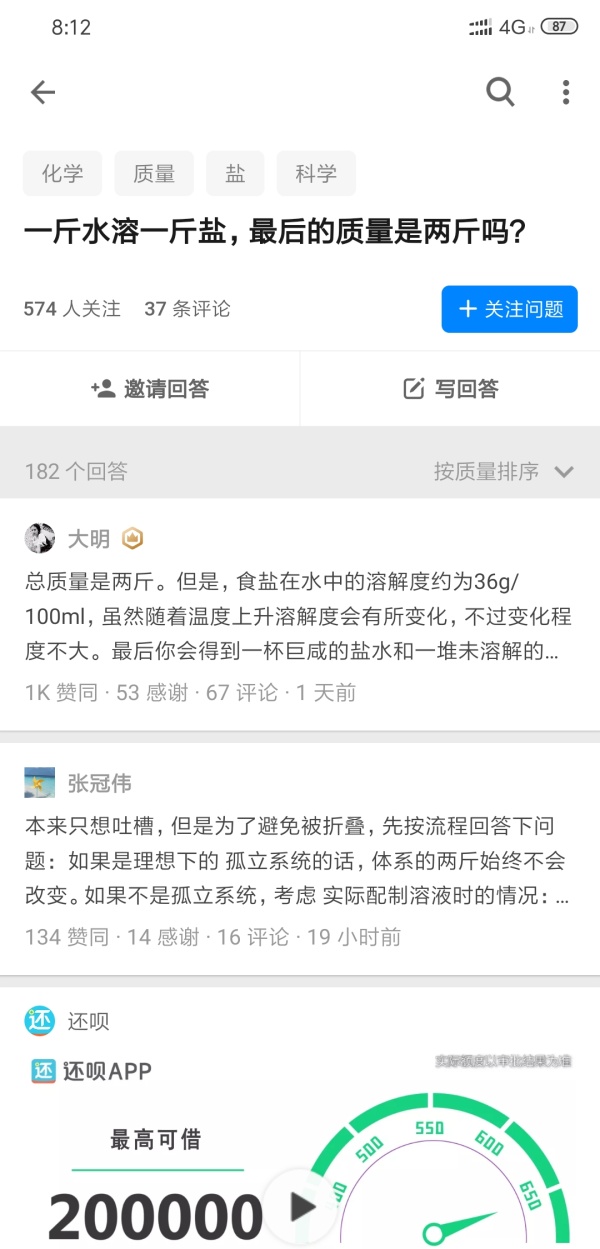 8:12
4G 87
化学 质量 盐 科学
一斤水溶一斤盐，最后的质量是两斤吗？
574 人关注 37 条评论
+ 关注问题
邀请回答 写回答
182 个回答 按质量排序
大明
总质量是两斤。但是，食盐在水中的溶解度约为36g/
100ml，虽然随着温度上升溶解度会有所变化，不过变化程
度不大。最后你会得到一杯巨咸的盐水和一堆未溶解的...
1K 赞同 · 53 感谢 · 67 评论 · 1 天前
张冠伟
本来只想吐槽，但是为了避免被折叠，先按流程回答下问
题：如果是理想下的 孤立系统的话，体系的两斤始终不会
改变。如果不是孤立系统，考虑 实际配制溶液时的情况：...
134 赞同 · 14 感谢 · 16 评论 · 19 小时前
还 还呗
还 还呗APP
实际额度以审批结果为准
最高可借
200000
500 550 600 650